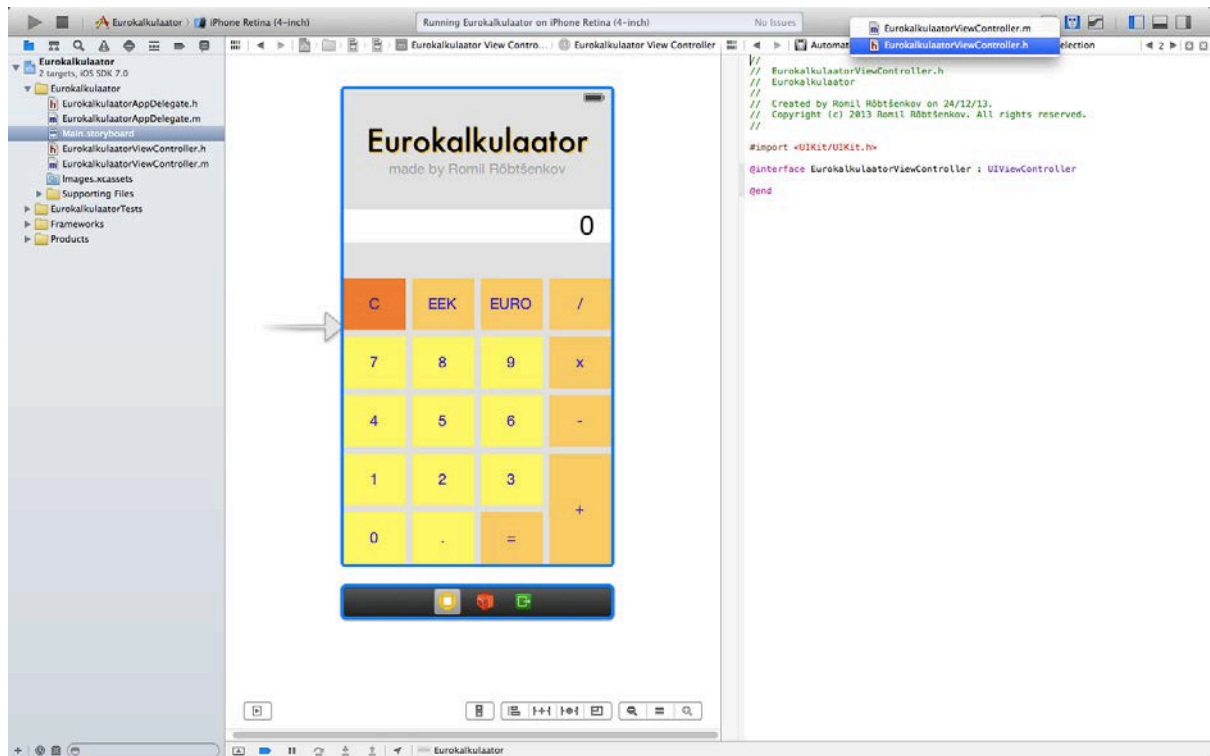 Eurokalkulaator
iPhone Retina (4-inch)
Running Eurokalkulaator on iPhone Retina (4-inch)
No Issues
EurokalkulaatorViewController.m
EurokalkulaatorViewController.h
Eurokalkulaator View Contro...
Eurokalkulaator View Controller
Automat
election
2
Eurokalkulaator
2 targets, iOS SDK 7.0
Eurokalkulaator
EurokalkulaatorAppDelegate.h
EurokalkulaatorAppDelegate.m
Main.storyboard
EurokalkulaatorViewController.h
EurokalkulaatorViewController.m
Images.xcassets
Supporting Files
EurokalkulaatorTests
Frameworks
Products
Eurokalkulaator
made by Romil Rõbtšenkov
0
C EEK EURO /
7 8 9 x
4 5 6 -
1 2 3
+
0 . =
//
// EurokalkulaatorViewController.h
// Eurokalkulaator
//
// Created by Romil Rõbtšenkov on 24/12/13.
// Copyright (c) 2013 Romil Rõbtšenkov. All rights reserved.
//
#import <UIKit/UIKit.h>
@interface EurokalkulaatorViewController : UIViewController
@end
Eurokalkulaator